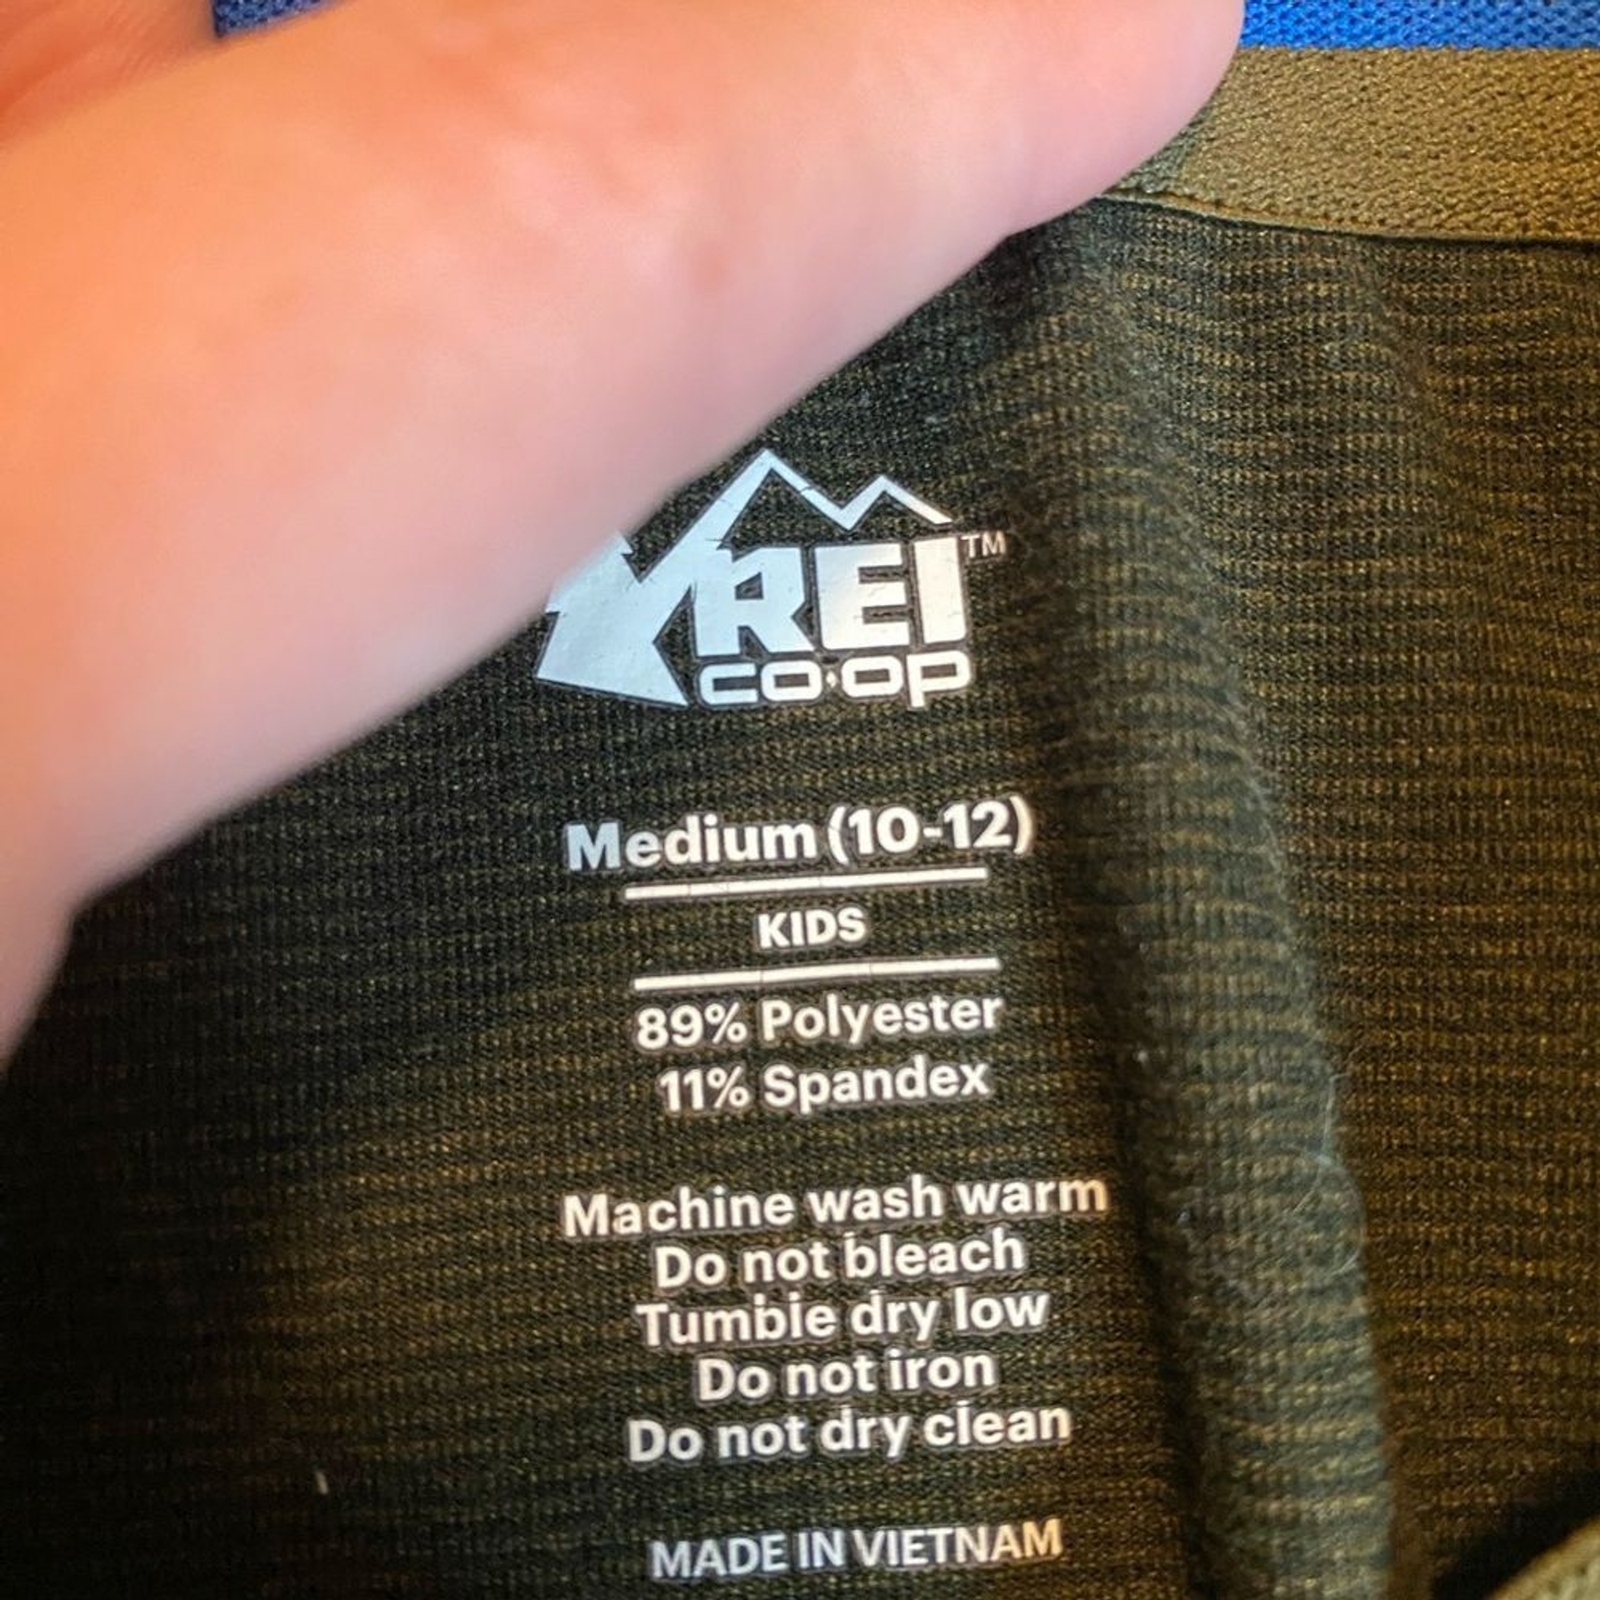 REI™
CO·OP
Medium (10-12)
KIDS
89% Polyester
11% Spandex
Machine wash warm
Do not bleach
Tumble dry low
Do not iron
Do not dry clean
MADE IN VIETNAM